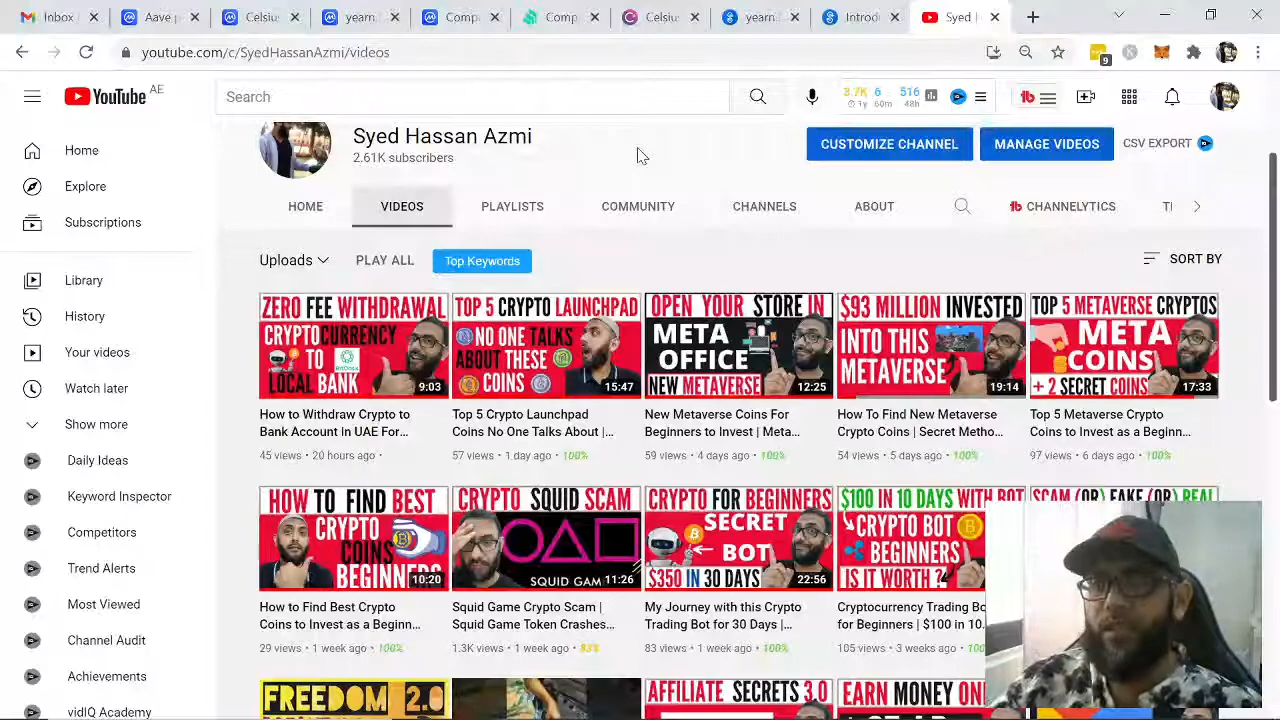 Inbox
Aave
Celsiu
Celsiu
Comp
Comp
Celsiu
yearn
Introd
Syed
youtube.com/c/SyedHassanAzmi/videos
9
YouTube AE
Search
3.7K 6 516
1y 60m 48h
Home
Explore
Subscriptions
Library
History
Your videos
Watch later
Show more
Daily Ideas
Keyword Inspector
Competitors
Trend Alerts
Most Viewed
Channel Audit
Achievements
Syed Hassan Azmi
2.61K subscribers
CUSTOMIZE CHANNEL
MANAGE VIDEOS
CSV EXPORT
HOME
VIDEOS
PLAYLISTS
COMMUNITY
CHANNELS
ABOUT
CHANNELYTICS
Uploads
PLAY ALL
Top Keywords
SORT BY
ZERO FEE WITHDRAWAL
CRYPTOCURRENCY
TO
LOCAL BANK
9:03
How to Withdraw Crypto to
Bank Account in UAE For...
45 views • 20 hours ago •
TOP 5 CRYPTO LAUNCHPAD
NO ONE TALKS
ABOUT THESE
COINS
15:47
Top 5 Crypto Launchpad
Coins No One Talks About |...
57 views • 1 day ago • 100%
OPEN YOUR STORE IN
META
OFFICE
NEW METAVERSE
12:25
New Metaverse Coins For
Beginners to Invest | Meta...
59 views • 4 days ago • 100%
$93 MILLION INVESTED
INTO THIS
METAVERSE
19:14
How To Find New Metaverse
Crypto Coins | Secret Metho...
54 views • 5 days ago • 100%
TOP 5 METAVERSE CRYPTOS
META
COINS
+ 2 SECRET COINS
17:33
Top 5 Metaverse Crypto
Coins to Invest as a Beginn...
97 views • 6 days ago • 100%
HOW TO FIND BEST
CRYPTO
COINS
BEGINNERS
10:20
How to Find Best Crypto
Coins to Invest as a Beginn...
29 views • 1 week ago • 100%
CRYPTO SQUID SCAM
SQUID GAM
11:26
Squid Game Crypto Scam |
Squid Game Token Crashes...
1.3K views • 1 week ago • 83%
CRYPTO FOR BEGINNERS
SECRET
BOT
$350 IN 30 DAYS
22:56
My Journey with this Crypto
Trading Bot for 30 Days |...
83 views • 1 week ago • 100%
$100 IN 10 DAYS WITH BOT
CRYPTO BOT
BEGINNERS
IS IT WORTH ?
Cryptocurrency Trading Bo
for Beginners | $100 in 10
105 views • 3 weeks ago • 100
SCAM (OR) FAKE (OR) REAL
FREEDOM 2.0
AFFILIATE SECRETS 3.0
EARN MONEY ONL